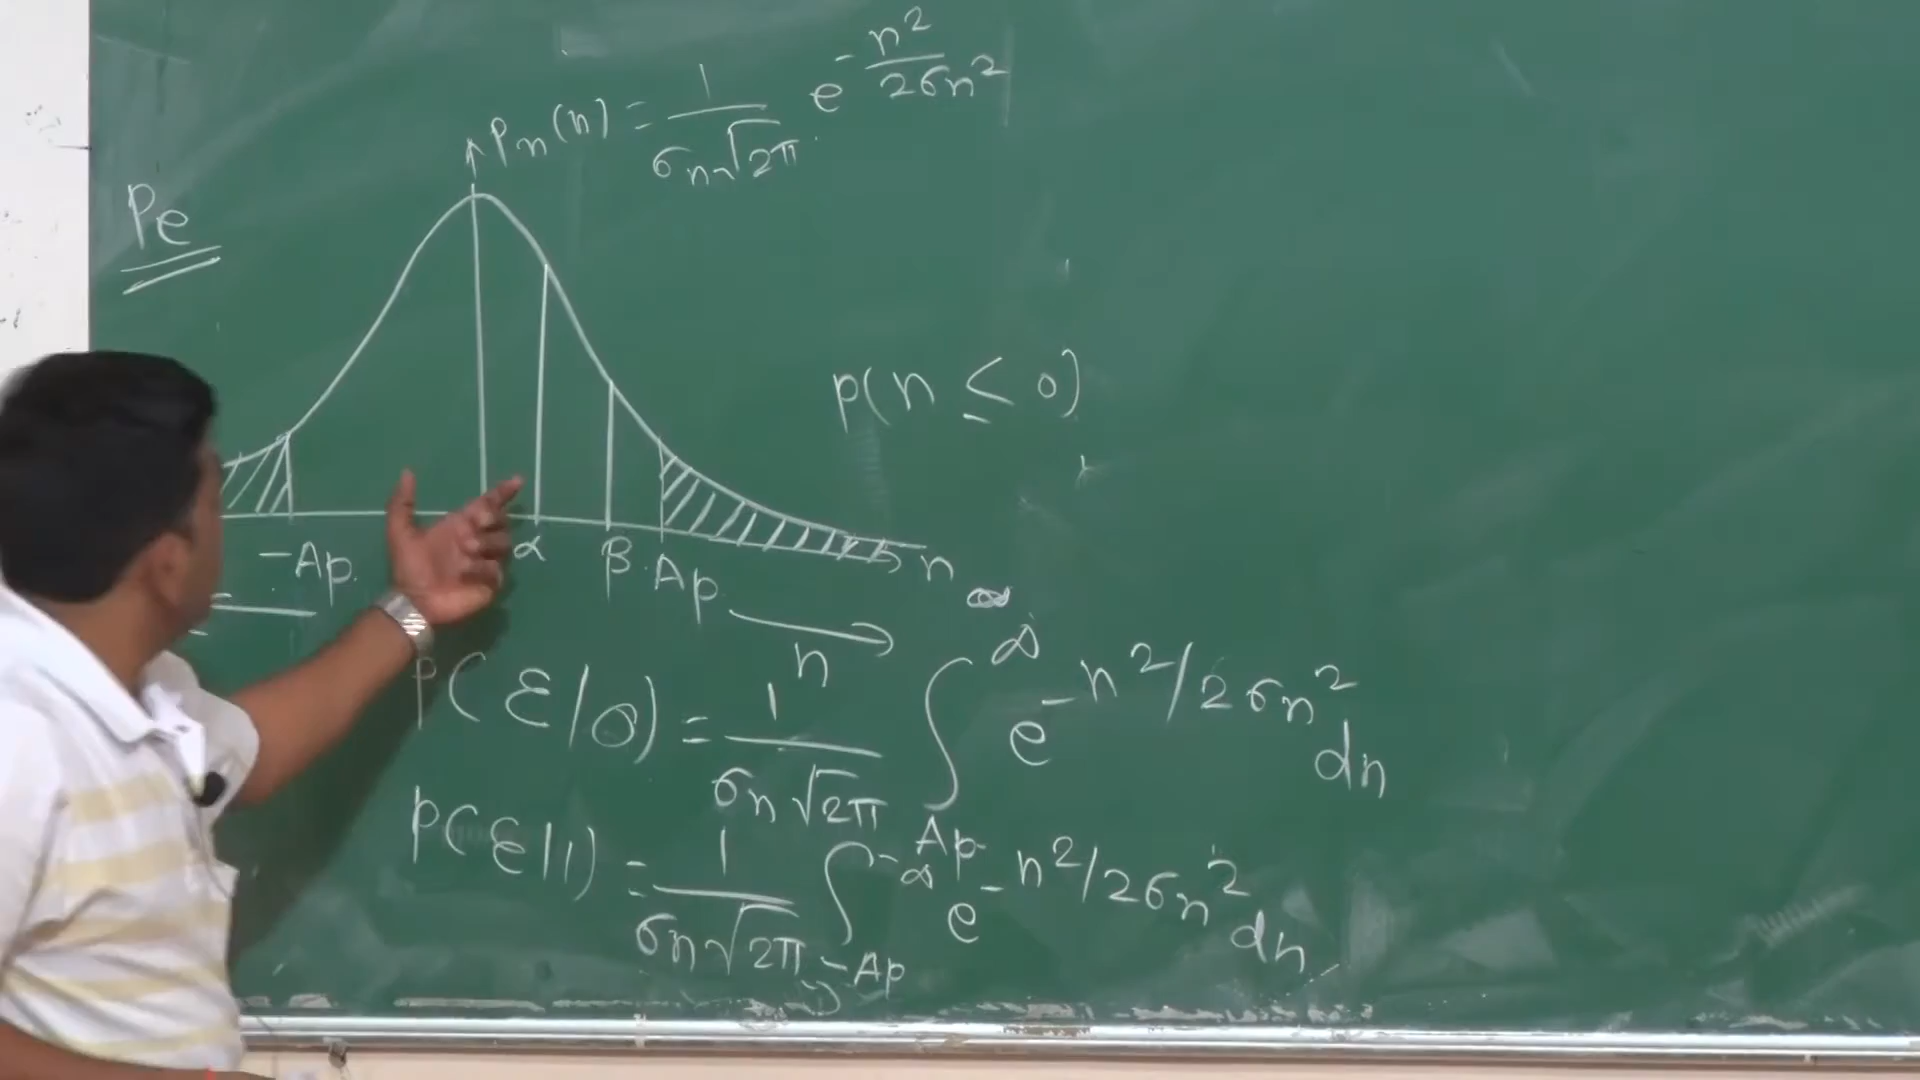 Pn(n) = 1/(σn√2π) e^(-n²/2σn²)
Pe
p(n ≤ 0)
-Ap α β Ap n
n
P(ε/0) = 1/(σn√2π) ∫_Ap^∞ e^(-n²/2σn²) dn
P(ε/1) = 1/(σn√2π) ∫_-Ap^-∞ e^(-n²/2σn²) dn